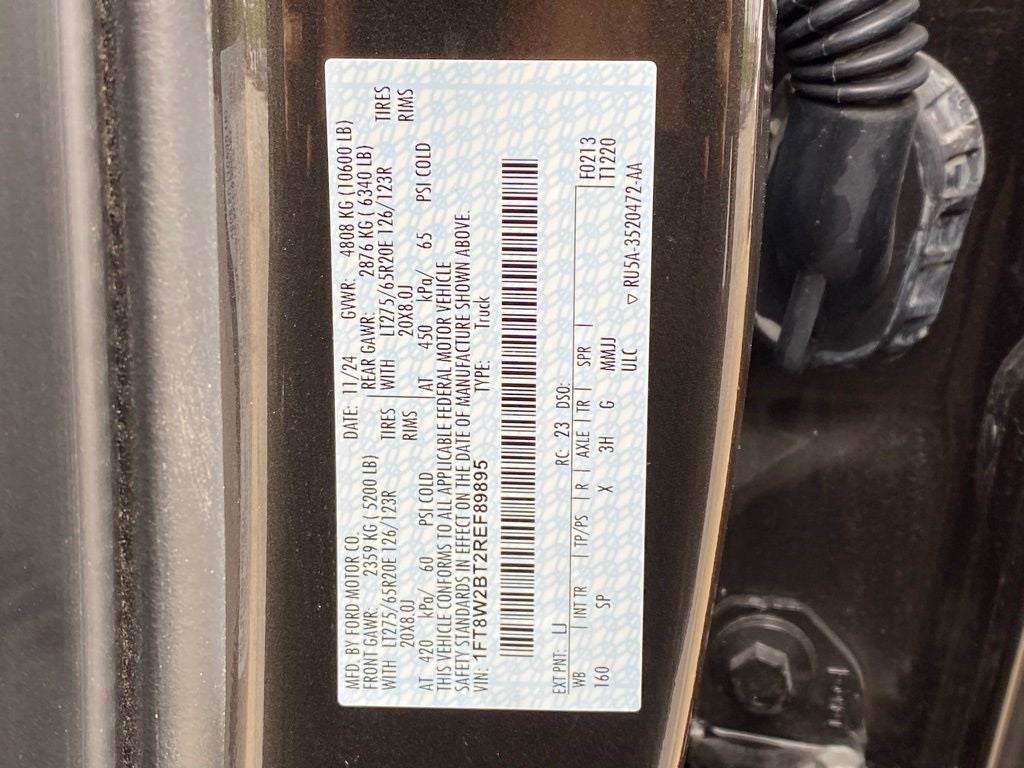 MFD. BY FORD MOTOR CO.
DATE: 11/24 GVWR: 4808 KG (10600 LB)
FRONT GAWR: 2359 KG ( 5200 LB)
REAR GAWR: 2876 KG ( 6340 LB)
WITH LT275/65R20E 126/123R TIRES
WITH LT275/65R20E 126/123R TIRES
20X8.0J RIMS
20X8.0J RIMS
AT 420 kPa/ 60 PSI COLD
AT 450 kPa/ 65 PSI COLD
THIS VEHICLE CONFORMS TO ALL APPLICABLE FEDERAL MOTOR VEHICLE
SAFETY STANDARDS IN EFFECT ON THE DATE OF MANUFACTURE SHOWN ABOVE.
VIN: 1FT8W2BT2REF89895 TYPE: Truck
EXT PNT: LJ RC: 23 DSO: F0213
WB | INT TR | TP/PS | R | AXLE | TR | SPR | T1220
160 SP X 3H G MMJJ
ULC ▽ RU5A-3520472-AA